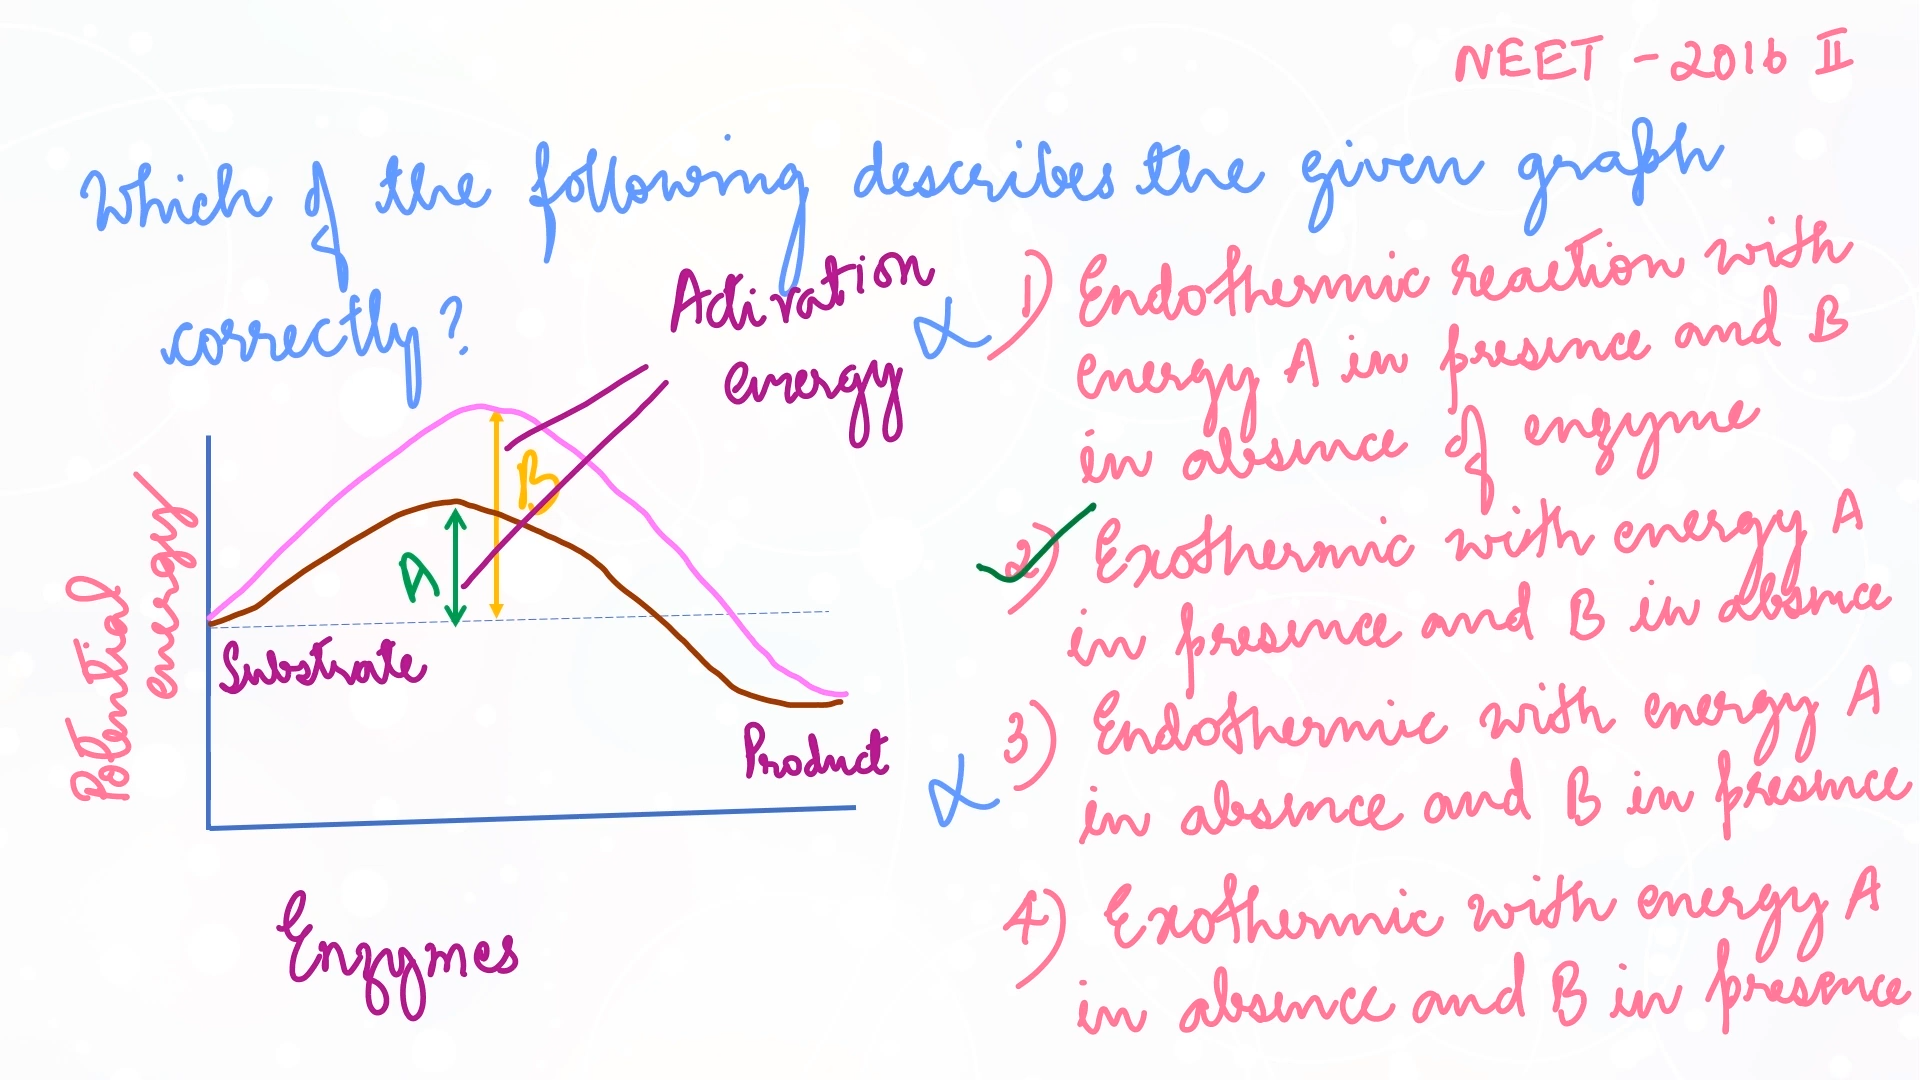 NEET - 2016 II
Which of the following describes the given graph
correctly?
Activation
energy
B
A
Potential
energy
Substrate
Product
Enzymes
1) Endothermic reaction with
energy A in presence and B
in absence of enzyme
2) Exothermic with energy A
in presence and B in absence
3) Endothermic with energy A
in absence and B in presence
4) Exothermic with energy A
in absence and B in presence